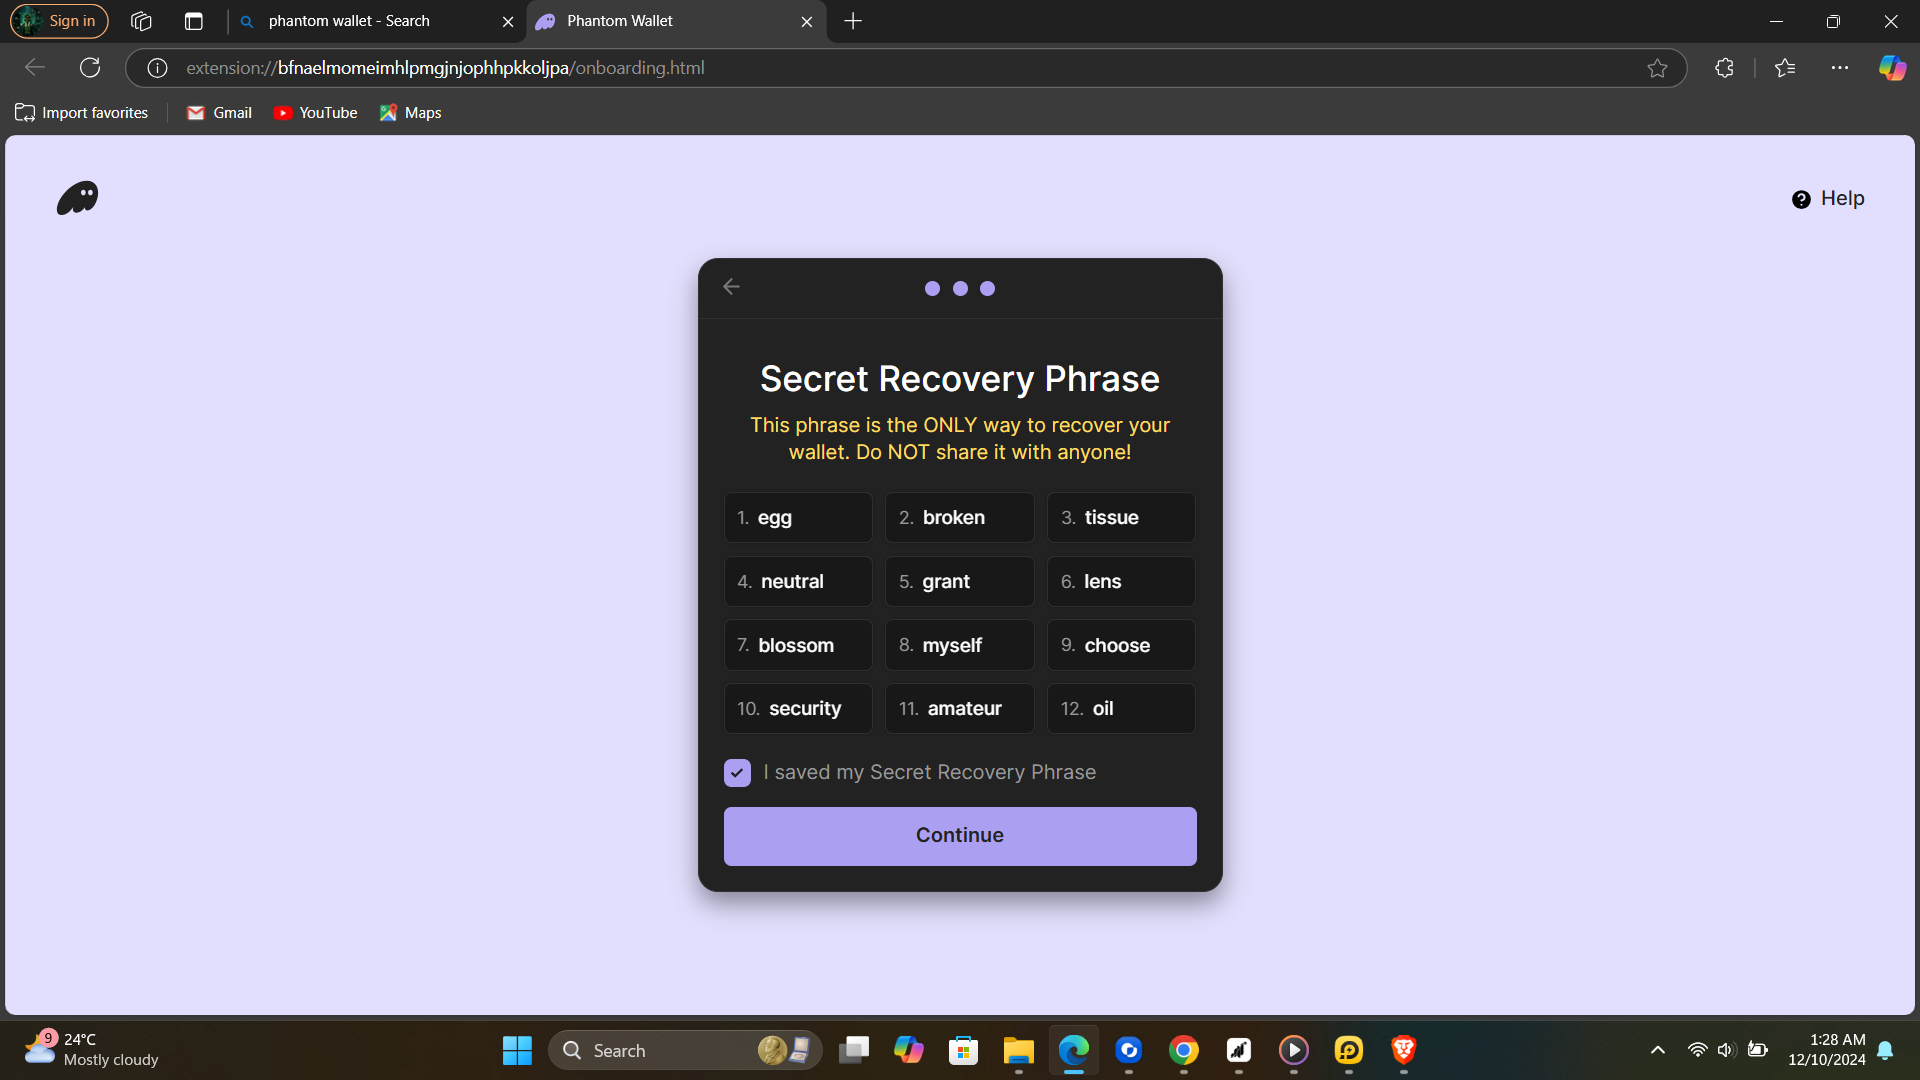 Sign in
phantom wallet - Search
Phantom Wallet
extension://bfnaelmomeimhlpmgjnjophhpkkoljpa/onboarding.html
Import favorites
Gmail
YouTube
Maps
Help
Secret Recovery Phrase
This phrase is the ONLY way to recover your
wallet. Do NOT share it with anyone!
1. egg 2. broken 3. tissue
4. neutral 5. grant 6. lens
7. blossom 8. myself 9. choose
10. security 11. amateur 12. oil
I saved my Secret Recovery Phrase
Continue
9
24°C
Mostly cloudy
Search
1:28 AM
12/10/2024